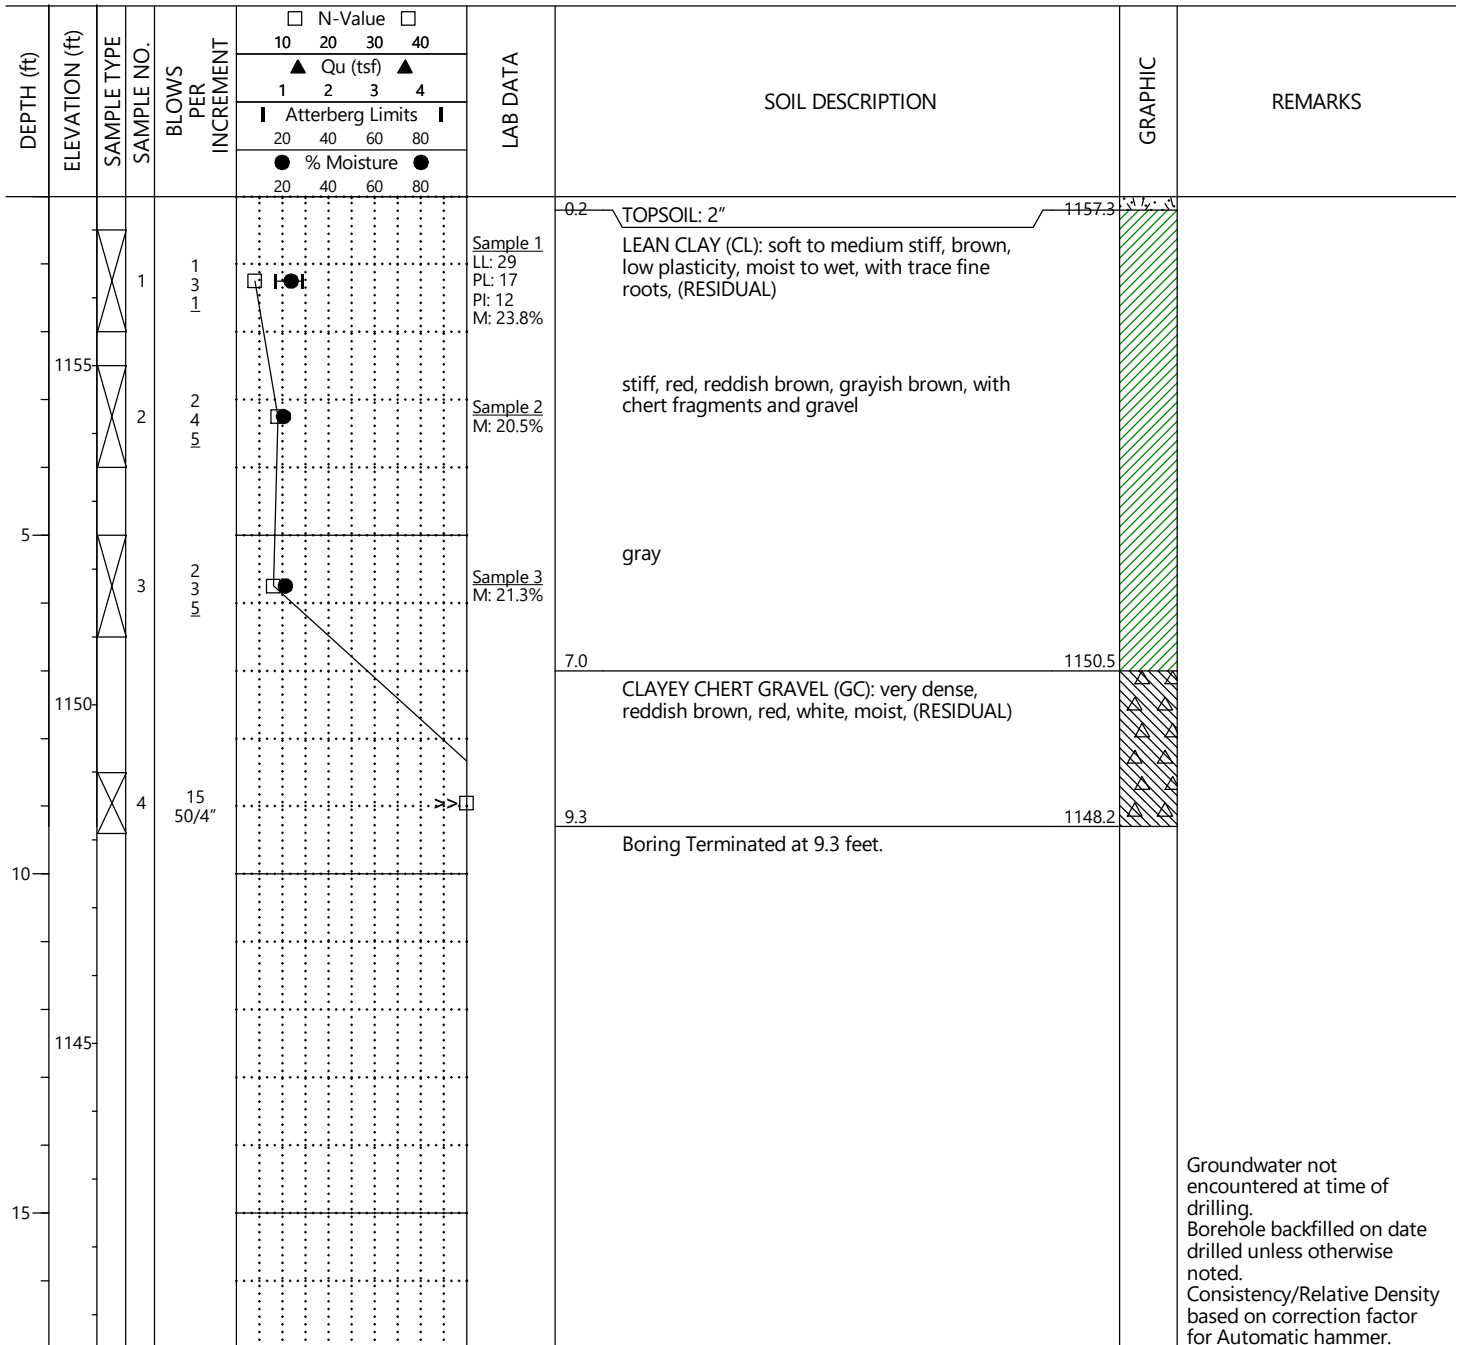 DEPTH (ft)
ELEVATION (ft)
SAMPLE TYPE
SAMPLE NO.
BLOWS
PER
INCREMENT
N-Value
10 20 30 40
Qu (tsf)
1 2 3 4
Atterberg Limits
20 40 60 80
% Moisture
20 40 60 80
LAB DATA
SOIL DESCRIPTION
GRAPHIC
REMARKS
0.2 TOPSOIL: 2" 1157.3
1
1
3
1
Sample 1
LL: 29
PL: 17
PI: 12
M: 23.8%
LEAN CLAY (CL): soft to medium stiff, brown,
low plasticity, moist to wet, with trace fine
roots, (RESIDUAL)
1155
2
2
4
5
Sample 2
M: 20.5%
stiff, red, reddish brown, grayish brown, with
chert fragments and gravel
5
gray
3
2
3
5
Sample 3
M: 21.3%
7.0 1150.5
1150
CLAYEY CHERT GRAVEL (GC): very dense,
reddish brown, red, white, moist, (RESIDUAL)
4
15
50/4"
>>
9.3 1148.2
Boring Terminated at 9.3 feet.
10
1145
15
Groundwater not
encountered at time of
drilling.
Borehole backfilled on date
drilled unless otherwise
noted.
Consistency/Relative Density
based on correction factor
for Automatic hammer.